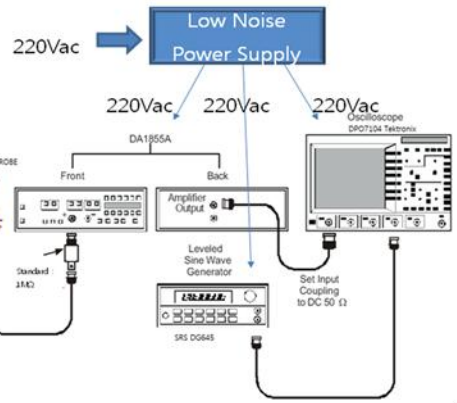 Low Noise
Power Supply
220Vac
220Vac
220Vac
220Vac
Oscilloscope
DPO7104 Tektronix
DA1855A
ROBE
Front
Back
Amplifier
Output
Standard
1MΩ
Leveled
Sine Wave
Generator
Set Input
Coupling
to DC 50 Ω
SRS DG645